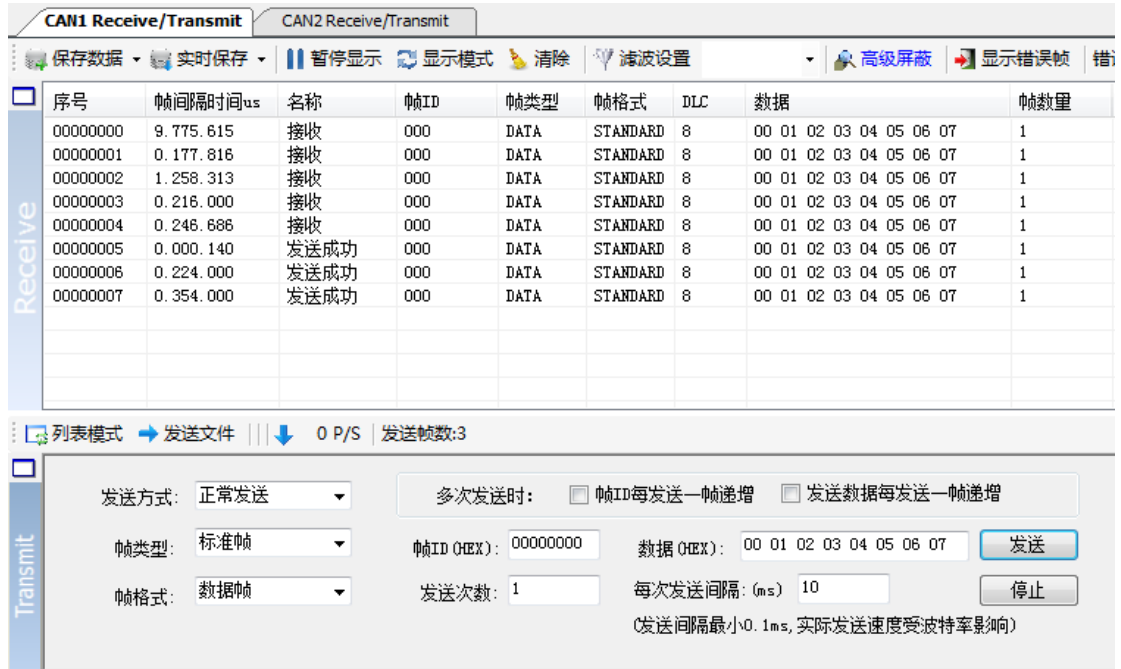 CAN1 Receive/Transmit CAN2 Receive/Transmit
保存数据 实时保存 暂停显示 显示模式 清除 滤波设置 高级屏蔽 显示错误帧 错
序号 帧间隔时间us 名称 帧ID 帧类型 帧格式 DLC 数据 帧数量
00000000 9.775.615 接收 000 DATA STANDARD 8 00 01 02 03 04 05 06 07 1
00000001 0.177.816 接收 000 DATA STANDARD 8 00 01 02 03 04 05 06 07 1
00000002 1.258.313 接收 000 DATA STANDARD 8 00 01 02 03 04 05 06 07 1
00000003 0.216.000 接收 000 DATA STANDARD 8 00 01 02 03 04 05 06 07 1
00000004 0.246.686 接收 000 DATA STANDARD 8 00 01 02 03 04 05 06 07 1
00000005 0.000.140 发送成功 000 DATA STANDARD 8 00 01 02 03 04 05 06 07 1
00000006 0.224.000 发送成功 000 DATA STANDARD 8 00 01 02 03 04 05 06 07 1
00000007 0.354.000 发送成功 000 DATA STANDARD 8 00 01 02 03 04 05 06 07 1
Receive
列表模式 发送文件 0 P/S 发送帧数:3
发送方式: 正常发送 多次发送时: 帧ID每发送一帧递增 发送数据每发送一帧递增
帧类型: 标准帧 帧ID(HEX): 00000000 数据(HEX): 00 01 02 03 04 05 06 07 发送
帧格式: 数据帧 发送次数: 1 每次发送间隔:(ms) 10 停止
(发送间隔最小0.1ms,实际发送速度受波特率影响)
Transmit